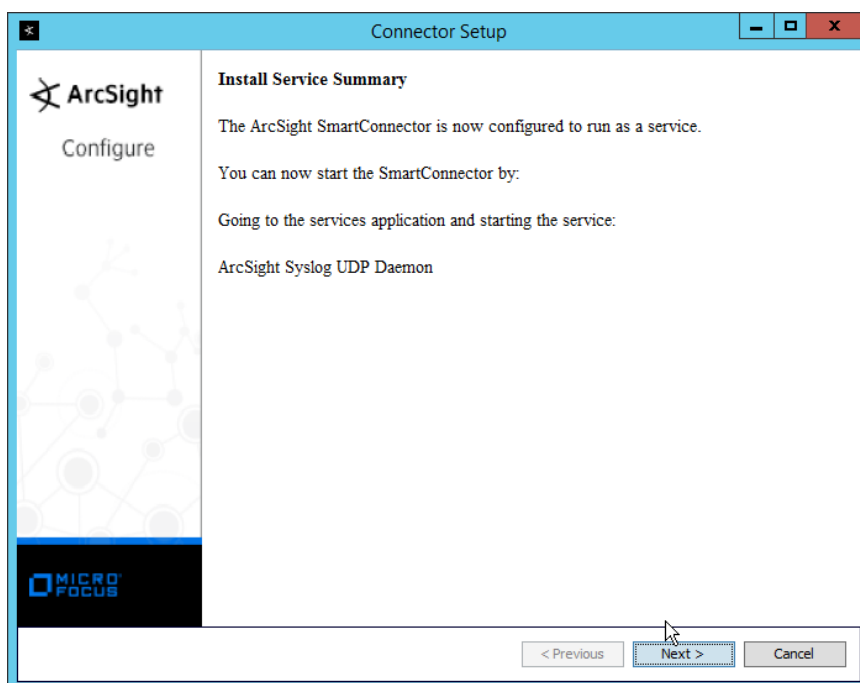 Connector Setup
ArcSight
Configure
Install Service Summary
The ArcSight SmartConnector is now configured to run as a service.
You can now start the SmartConnector by:
Going to the services application and starting the service:
ArcSight Syslog UDP Daemon
MICRO
FOCUS
< Previous
Next >
Cancel